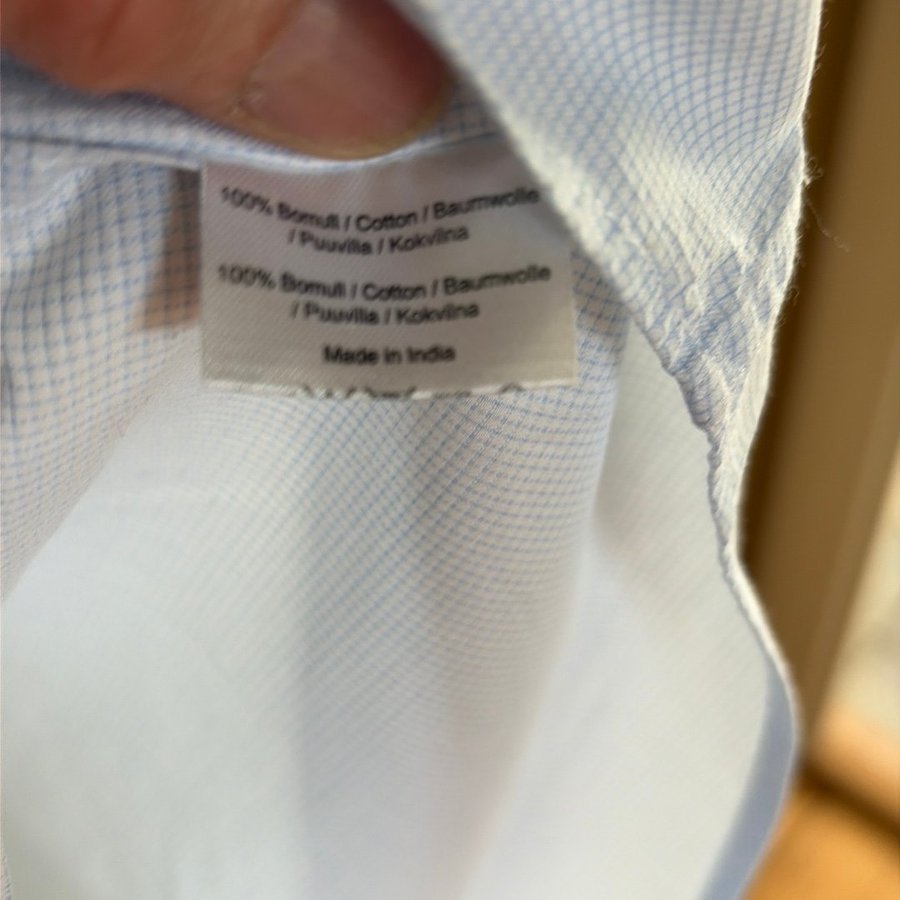 100% Bomull / Cotton / Baumwolle
/ Puuvilla / Kokvilna
100% Bomull / Cotton / Baumwolle
/ Puuvilla / Kokvilna
Made in India